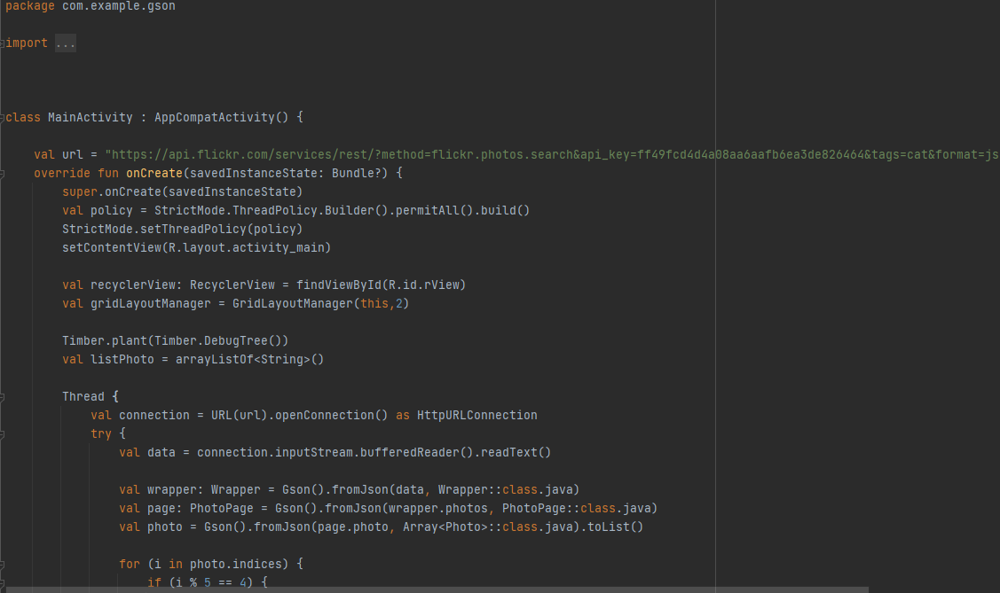 package com.example.gson
import ...
class MainActivity : AppCompatActivity() {
val url = "https://api.flickr.com/services/rest/?method=flickr.photos.search&api_key=ff49fcd4d4a08aa6aafb6ea3de826464&tags=cat&format=js
override fun onCreate(savedInstanceState: Bundle?) {
super.onCreate(savedInstanceState)
val policy = StrictMode.ThreadPolicy.Builder().permitAll().build()
StrictMode.setThreadPolicy(policy)
setContentView(R.layout.activity_main)
val recyclerView: RecyclerView = findViewById(R.id.rView)
val gridLayoutManager = GridLayoutManager(this,2)
Timber.plant(Timber.DebugTree())
val listPhoto = arrayListOf<String>()
Thread {
val connection = URL(url).openConnection() as HttpURLConnection
try {
val data = connection.inputStream.bufferedReader().readText()
val wrapper: Wrapper = Gson().fromJson(data, Wrapper::class.java)
val page: PhotoPage = Gson().fromJson(wrapper.photos, PhotoPage::class.java)
val photo = Gson().fromJson(page.photo, Array<Photo>::class.java).toList()
for (i in photo.indices) {
if (i % 5 == 4) {